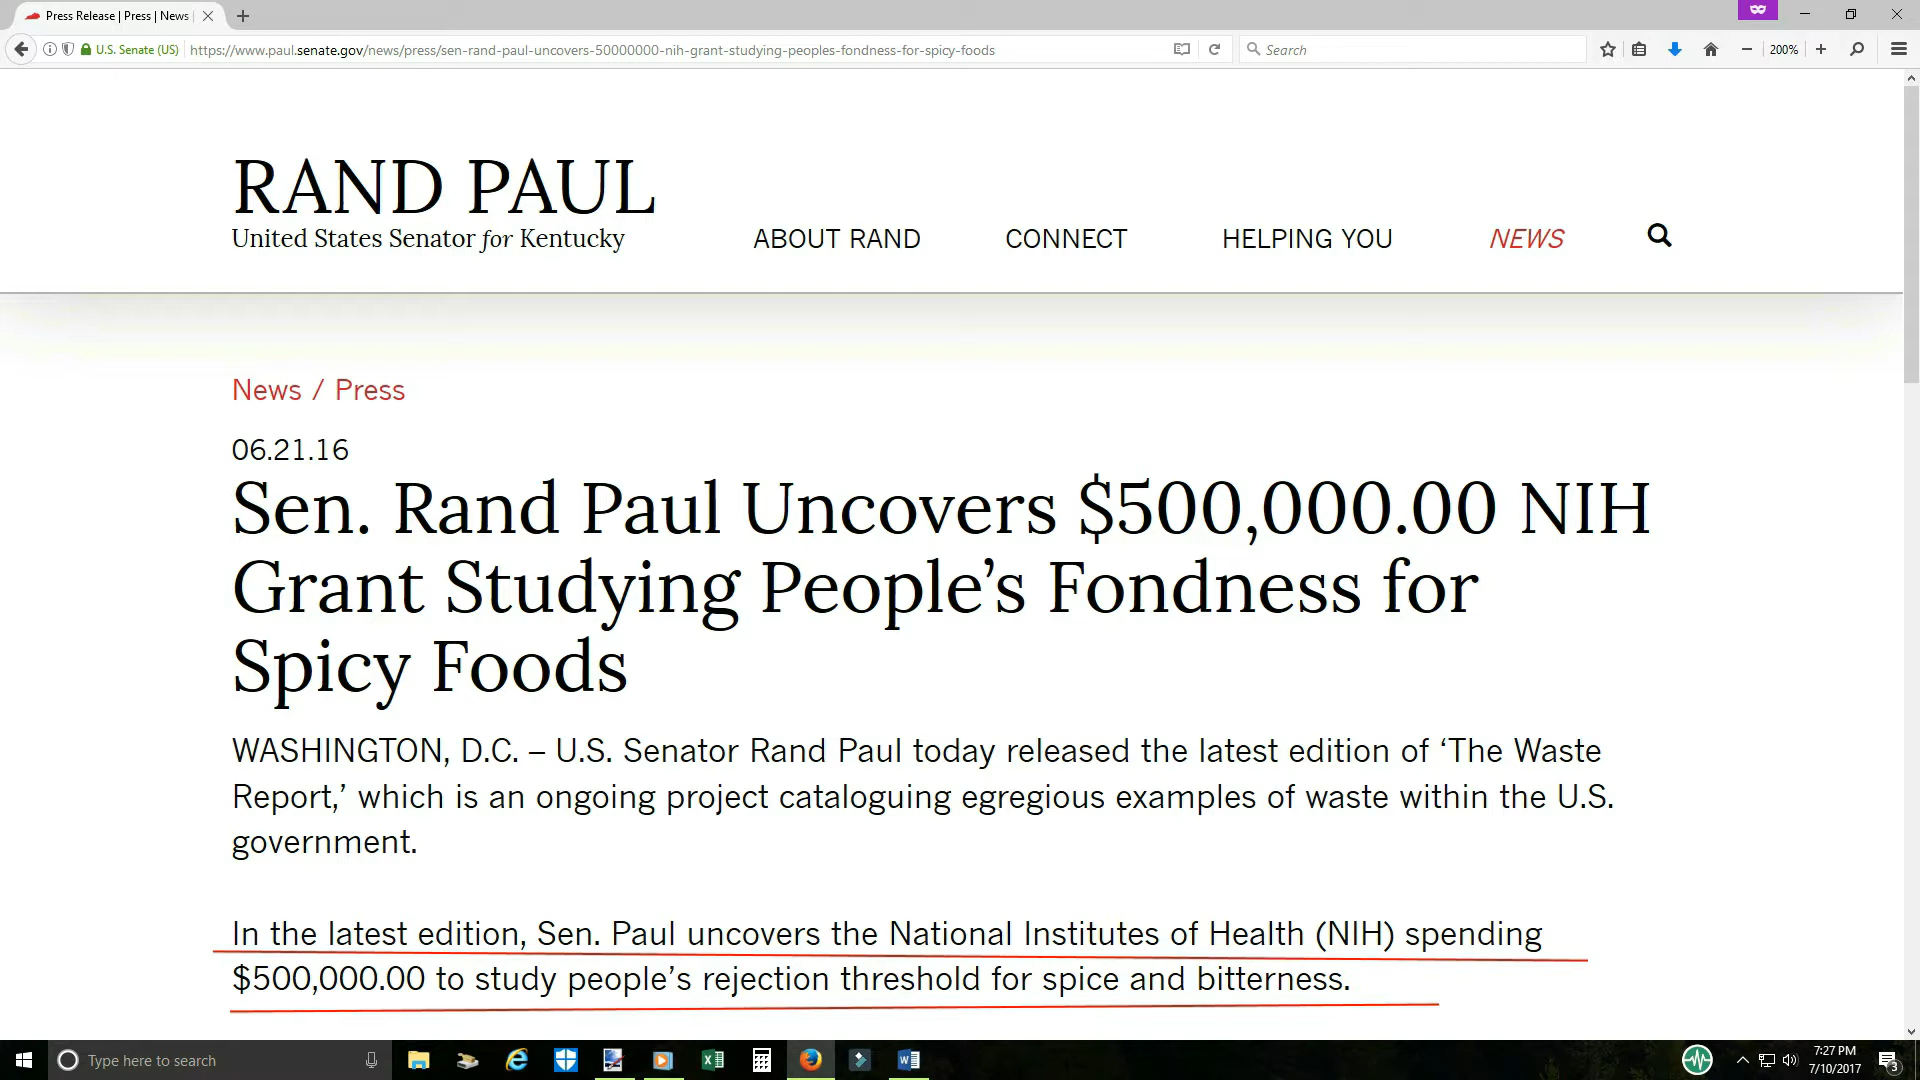 Press Release | Press | News
U.S. Senate (US)
https://www.paul.senate.gov/news/press/sen-rand-paul-uncovers-50000000-nih-grant-studying-peoples-fondness-for-spicy-foods
Search
200%
RAND PAUL
United States Senator for Kentucky
ABOUT RAND
CONNECT
HELPING YOU
NEWS
News / Press
06.21.16
Sen. Rand Paul Uncovers $500,000.00 NIH
Grant Studying People’s Fondness for
Spicy Foods
WASHINGTON, D.C. – U.S. Senator Rand Paul today released the latest edition of ‘The Waste
Report,’ which is an ongoing project cataloguing egregious examples of waste within the U.S.
government.
In the latest edition, Sen. Paul uncovers the National Institutes of Health (NIH) spending
$500,000.00 to study people’s rejection threshold for spice and bitterness.
Type here to search
7:27 PM
7/10/2017
3